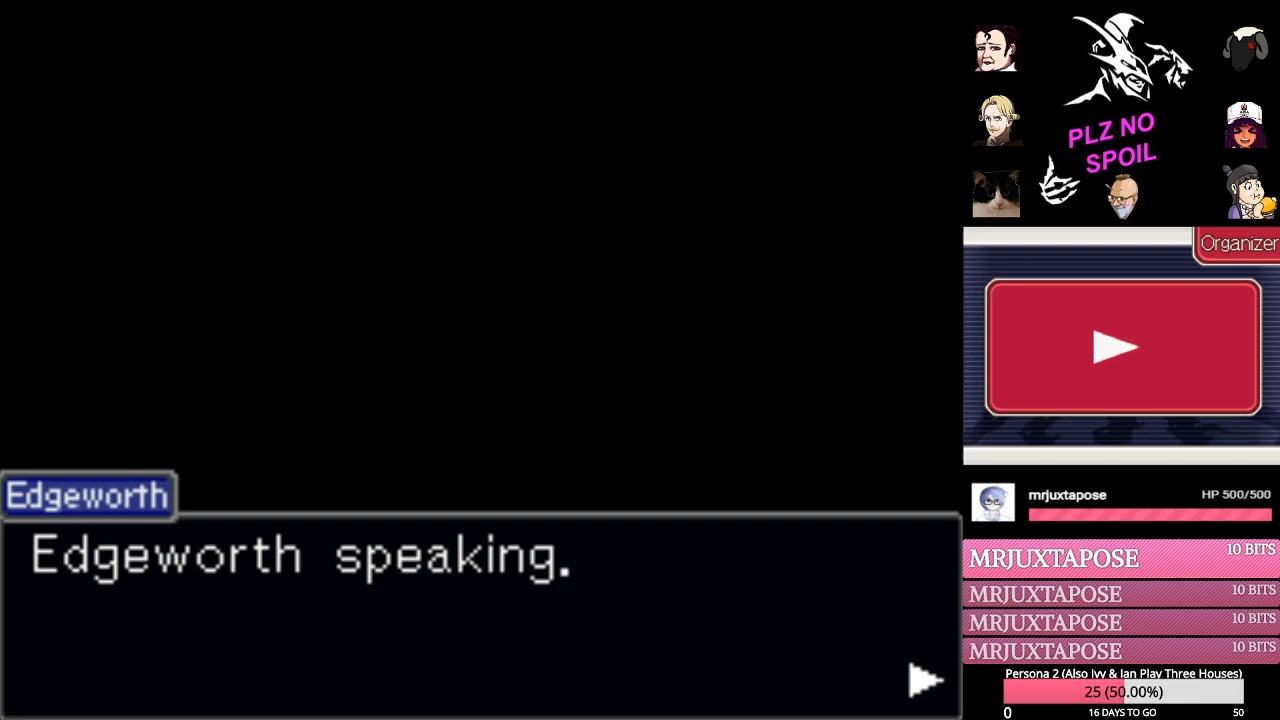 Edgeworth
Edgeworth speaking.
PLZ NO
SPOIL
Organizer
mrjuxtapose
HP 500/500
MRJUXTAPOSE 10 BITS
MRJUXTAPOSE 10 BITS
MRJUXTAPOSE 10 BITS
MRJUXTAPOSE 10 BITS
Persona 2 (Also Ivy & Ian Play Three Houses)
25 (50.00%)
0 16 DAYS TO GO 50